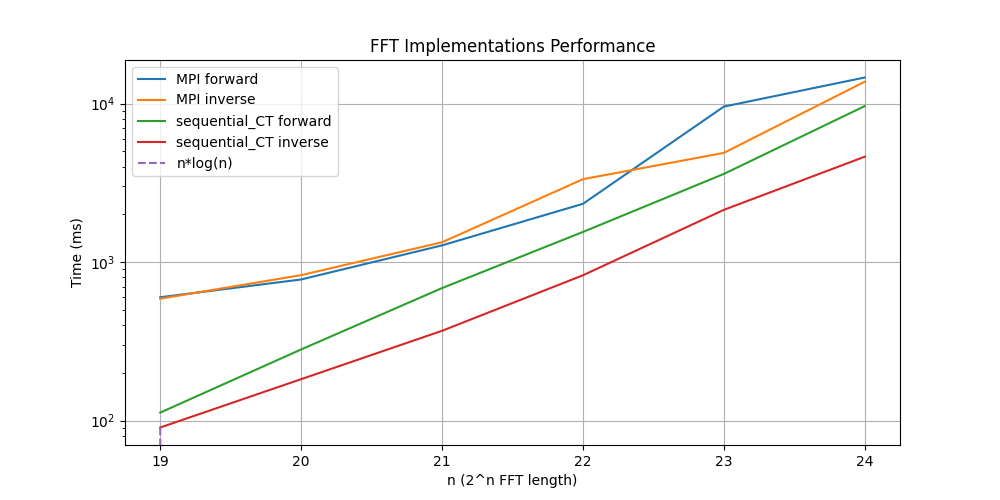 FFT Implementations Performance
MPI forward
MPI inverse
sequential_CT forward
sequential_CT inverse
n*log(n)
10^4
10^3
10^2
Time (ms)
19 20 21 22 23 24
n (2^n FFT length)